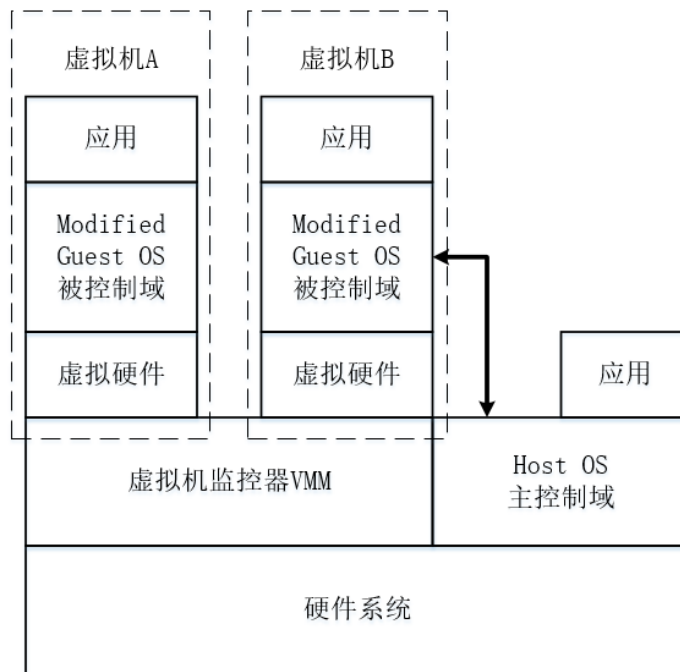 虚拟机A
虚拟机B
应用
应用
Modified
Guest OS
被控制域
Modified
Guest OS
被控制域
虚拟硬件
虚拟硬件
应用
虚拟机监控器VMM
Host OS
主控制域
硬件系统